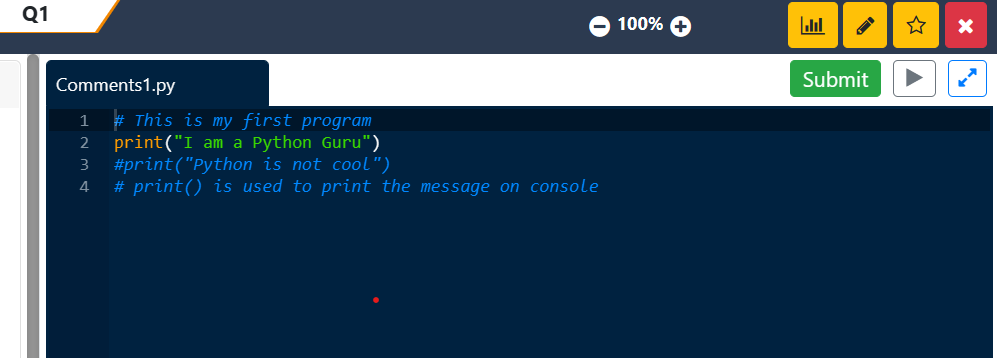 Q1
100%
Submit
Comments1.py
1 # This is my first program
2 print("I am a Python Guru")
3 #print("Python is not cool")
4 # print() is used to print the message on console